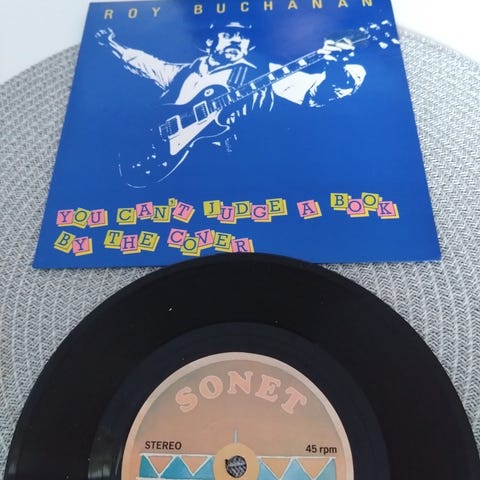 ROY BUCHANAN
YOU CAN'T JUDGE A BOOK
BY THE COVER
SONET
STEREO
45 rpm